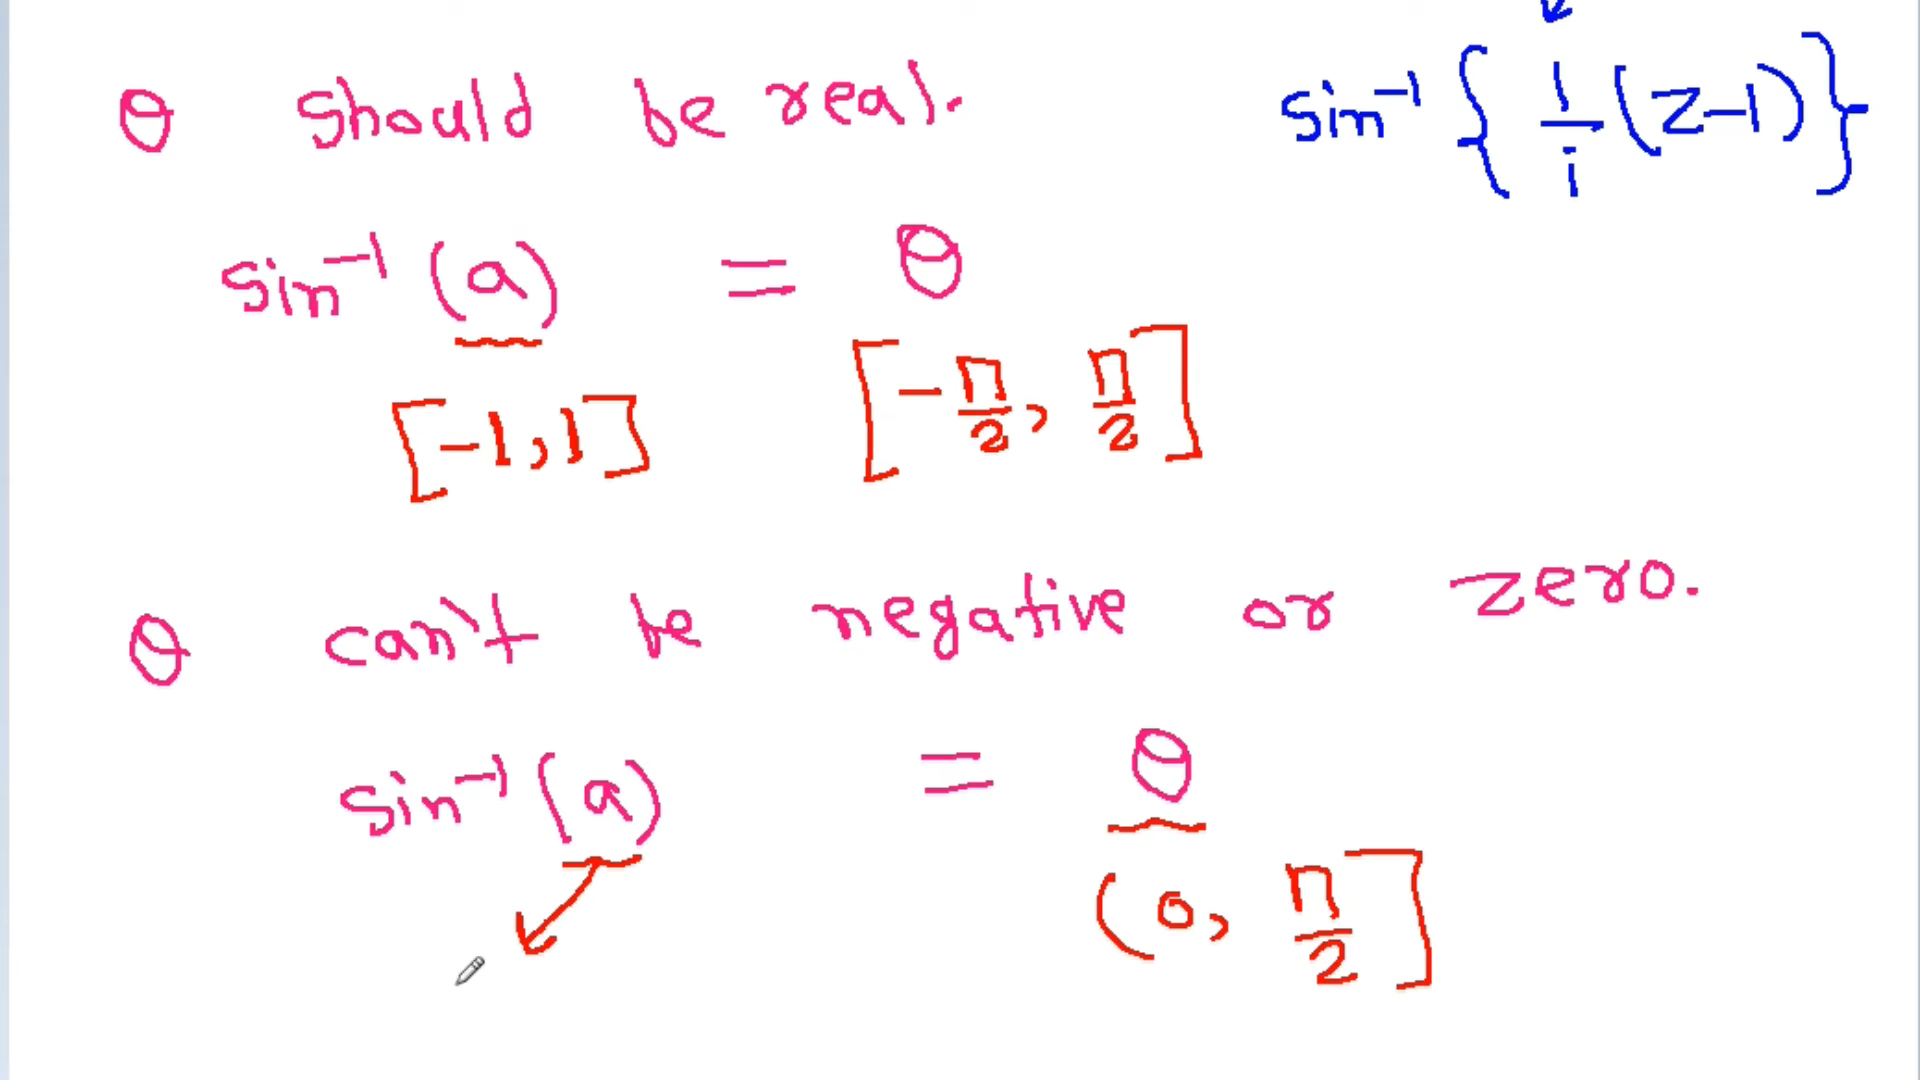 θ should be real.
sin⁻¹ { 1/i (z-1) }
sin⁻¹ (a) = θ
[-1, 1] [-π/2, π/2]
θ can't be negative or zero.
sin⁻¹ (a) = θ
(0, π/2]